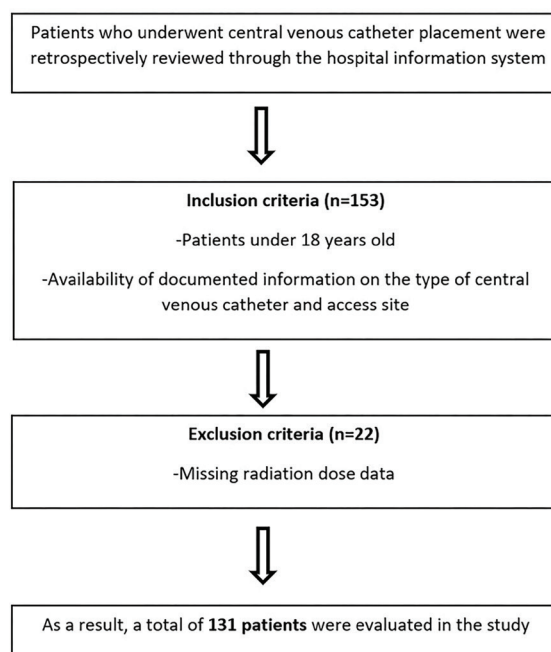 Patients who underwent central venous catheter placement were
retrospectively reviewed through the hospital information system
Inclusion criteria (n=153)
-Patients under 18 years old
-Availability of documented information on the type of central
venous catheter and access site
Exclusion criteria (n=22)
-Missing radiation dose data
As a result, a total of 131 patients were evaluated in the study